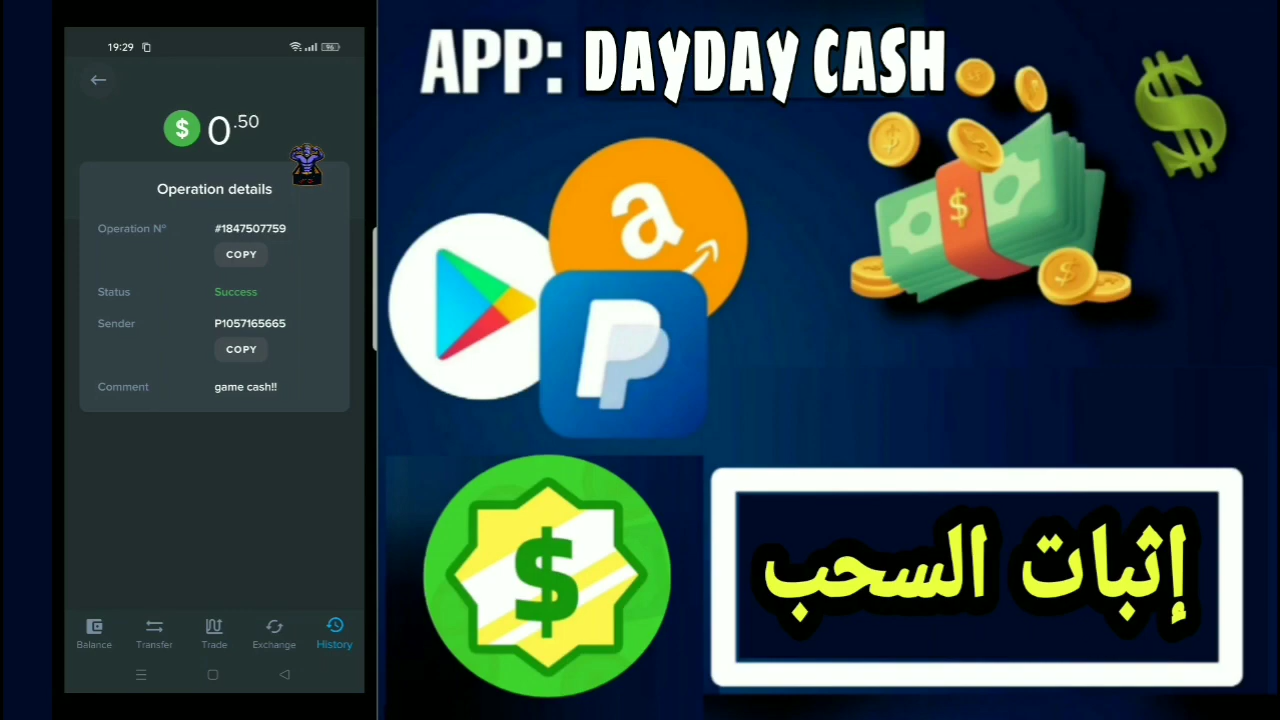 19:29
96
APP: DAYDAY CASH
$ 0.50
Operation details
Operation Nº #1847507759
COPY
Status Success
Sender P1057165665
COPY
Comment game cash!!
Balance Transfer Trade Exchange History
إثبات السحب